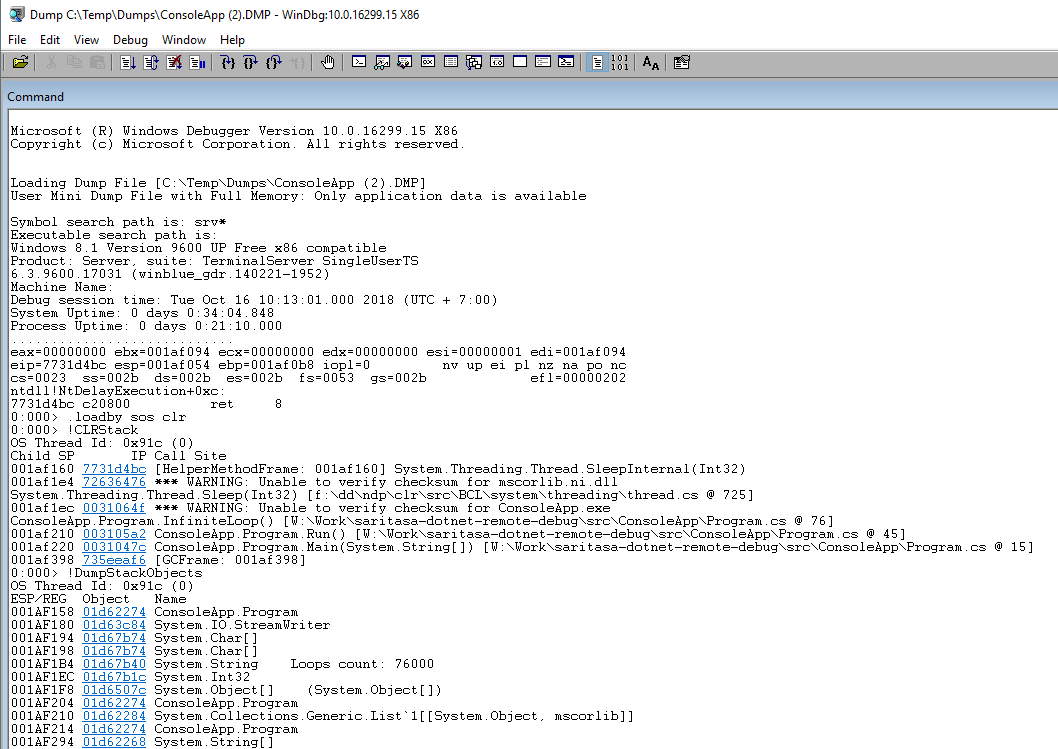 Dump C:\Temp\Dumps\ConsoleApp (2).DMP - WinDbg:10.0.16299.15 X86
File Edit View Debug Window Help
Command
Microsoft (R) Windows Debugger Version 10.0.16299.15 X86
Copyright (c) Microsoft Corporation. All rights reserved.
Loading Dump File [C:\Temp\Dumps\ConsoleApp (2).DMP]
User Mini Dump File with Full Memory: Only application data is available
Symbol search path is: srv*
Executable search path is:
Windows 8.1 Version 9600 UP Free x86 compatible
Product: Server, suite: TerminalServer SingleUserTS
6.3.9600.17031 (winblue_gdr.140221-1952)
Machine Name:
Debug session time: Tue Oct 16 10:13:01.000 2018 (UTC + 7:00)
System Uptime: 0 days 0:34:04.848
Process Uptime: 0 days 0:21:10.000
............................
eax=00000000 ebx=001af094 ecx=00000000 edx=00000000 esi=00000001 edi=001af094
eip=7731d4bc esp=001af054 ebp=001af0b8 iopl=0         nv up ei pl nz na po nc
cs=0023  ss=002b  ds=002b  es=002b  fs=0053  gs=002b             efl=00000202
ntdll!NtDelayExecution+0xc:
7731d4bc c20800          ret     8
0:000> .loadby sos clr
0:000> !CLRStack
OS Thread Id: 0x91c (0)
Child SP       IP Call Site
001af160 7731d4bc [HelperMethodFrame: 001af160] System.Threading.Thread.SleepInternal(Int32)
001af1e4 72636476 *** WARNING: Unable to verify checksum for mscorlib.ni.dll
System.Threading.Thread.Sleep(Int32) [f:\dd\ndp\clr\src\BCL\system\threading\thread.cs @ 725]
001af1ec 0031064f *** WARNING: Unable to verify checksum for ConsoleApp.exe
ConsoleApp.Program.InfiniteLoop() [W:\Work\saritasa-dotnet-remote-debug\src\ConsoleApp\Program.cs @ 76]
001af210 003105a2 ConsoleApp.Program.Run() [W:\Work\saritasa-dotnet-remote-debug\src\ConsoleApp\Program.cs @ 45]
001af220 0031047c ConsoleApp.Program.Main(System.String[]) [W:\Work\saritasa-dotnet-remote-debug\src\ConsoleApp\Program.cs @ 15]
001af398 735eeaf6 [GCFrame: 001af398]
0:000> !DumpStackObjects
OS Thread Id: 0x91c (0)
ESP/REG  Object   Name
001AF158 01d62274 ConsoleApp.Program
001AF180 01d63c84 System.IO.StreamWriter
001AF194 01d67b74 System.Char[]
001AF198 01d67b74 System.Char[]
001AF1B4 01d67b40 System.String    Loops count: 76000
001AF1EC 01d67b1c System.Int32
001AF1F8 01d6507c System.Object[]    (System.Object[])
001AF204 01d62274 ConsoleApp.Program
001AF210 01d62284 System.Collections.Generic.List`1[[System.Object, mscorlib]]
001AF214 01d62274 ConsoleApp.Program
001AF294 01d62268 System.String[]